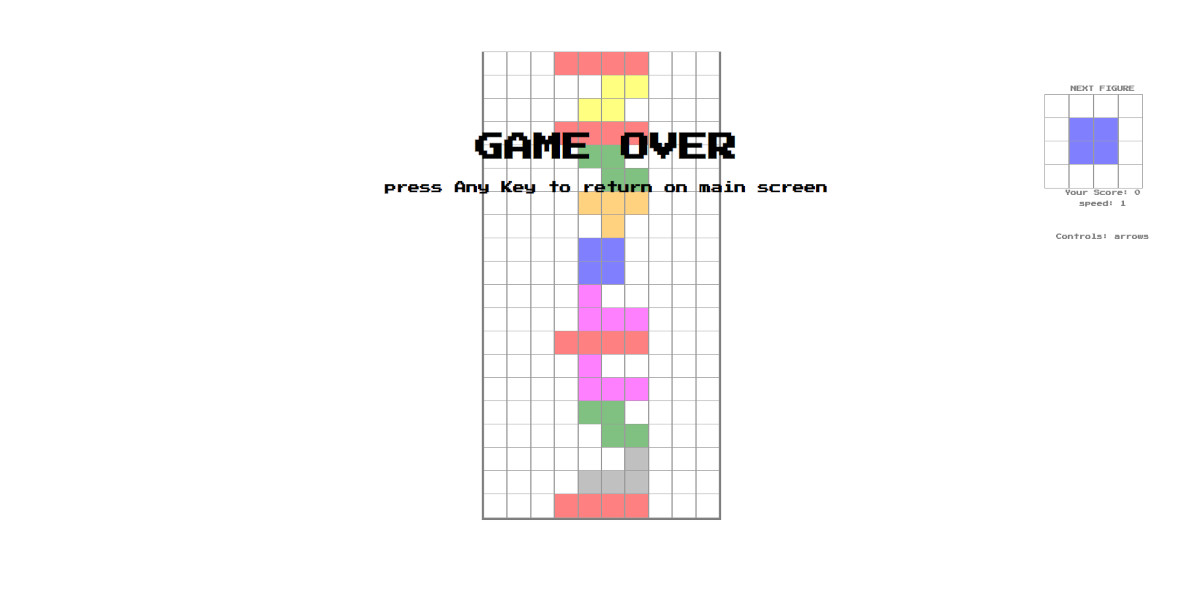 NEXT FIGURE
GAME OVER
press Any Key to return on main screen
Your Score: 0
speed: 1
Controls: arrows